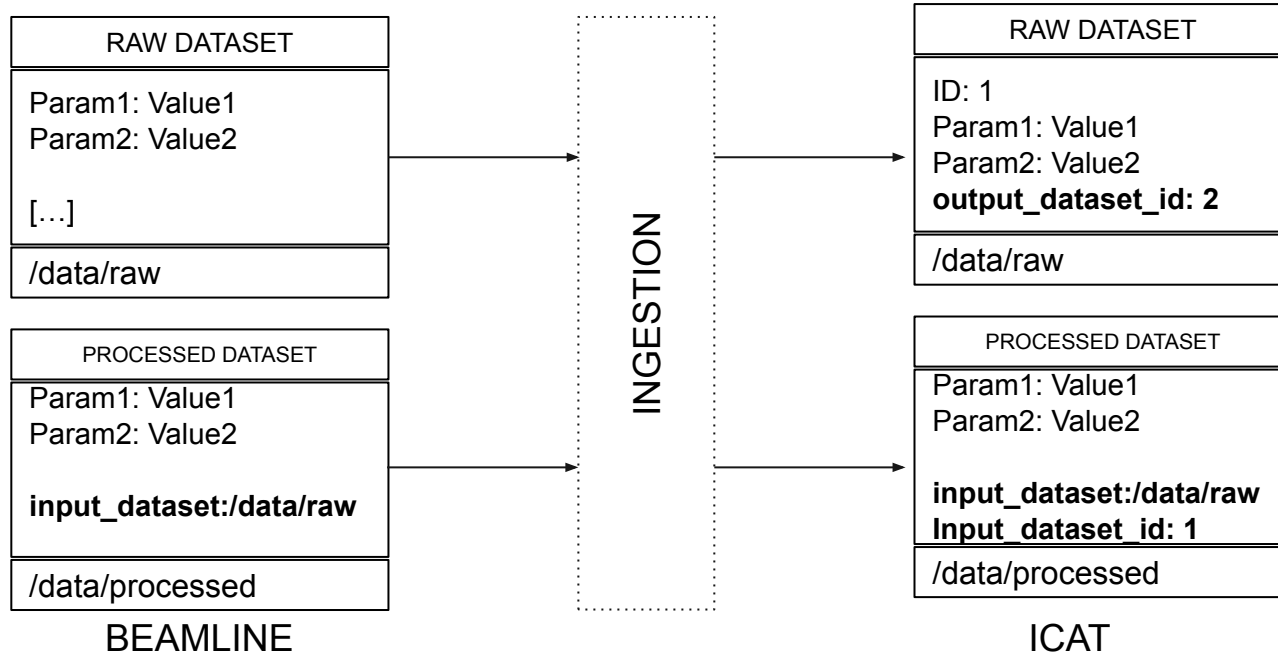 RAW DATASET
Param1: Value1
Param2: Value2
[…]
/data/raw
PROCESSED DATASET
Param1: Value1
Param2: Value2
input_dataset:/data/raw
/data/processed
BEAMLINE
INGESTION
RAW DATASET
ID: 1
Param1: Value1
Param2: Value2
output_dataset_id: 2
/data/raw
PROCESSED DATASET
Param1: Value1
Param2: Value2
input_dataset:/data/raw
Input_dataset_id: 1
/data/processed
ICAT